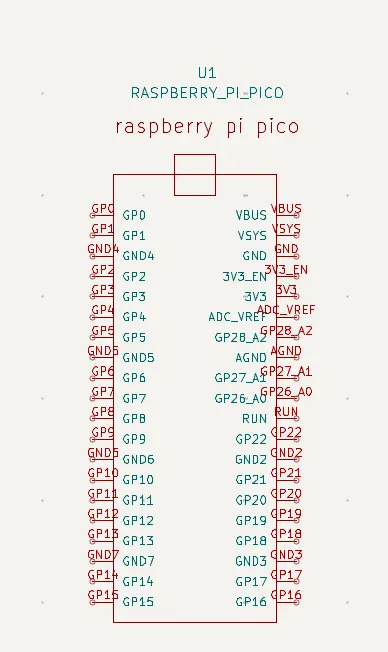 U1
RASPBERRY_PI_PICO
raspberry pi pico
GP0 GP0 VBUS VBUS
GP1 GP1 VSYS VSYS
GND4 GND4 GND GND
GP2 GP2 3V3_EN 3V3_EN
GP3 GP3 3V3 3V3
GP4 GP4 ADC_VREF ADC_VREF
GP5 GP5 GP28_A2 GP28_A2
GND5 GND5 AGND AGND
GP6 GP6 GP27_A1 GP27_A1
GP7 GP7 GP26_A0 GP26_A0
GP8 GP8 RUN RUN
GP9 GP9 GP22 GP22
GND5 GND6 GND2 GND2
GP10 GP10 GP21 GP21
GP11 GP11 GP20 GP20
GP12 GP12 GP19 GP19
GP13 GP13 GP18 GP18
GND7 GND7 GND3 GND3
GP14 GP14 GP17 GP17
GP15 GP15 GP16 GP16